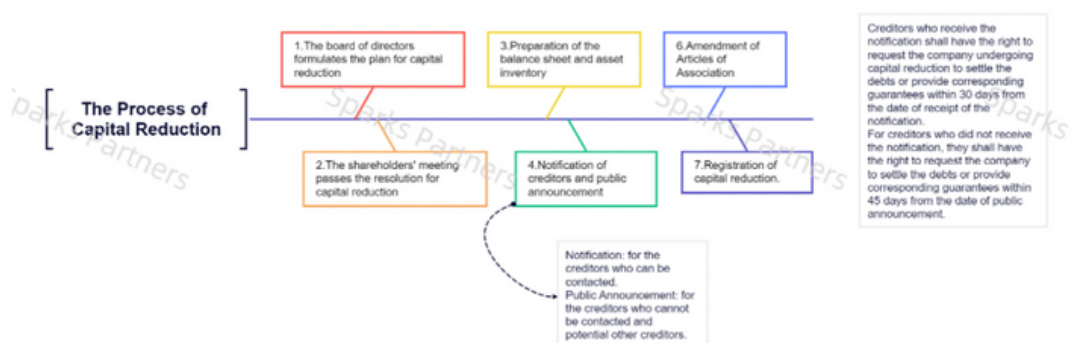 The Process of
Capital Reduction
1.The board of directors
formulates the plan for capital
reduction
2.The shareholders' meeting
passes the resolution for
capital reduction
3.Preparation of the
balance sheet and asset
inventory
4.Notification of
creditors and public
announcement
Notification: for the
creditors who can be
contacted.
Public Announcement: for
the creditors who cannot
be contacted and
potential other creditors.
6.Amendment of
Articles of
Association
7.Registration of
capital reduction.
Creditors who receive the
notification shall have the right to
request the company undergoing
capital reduction to settle the
debts or provide corresponding
guarantees within 30 days from
the date of receipt of the
notification.
For creditors who did not receive
the notification, they shall have
the right to request the company
to settle the debts or provide
corresponding guarantees within
45 days from the date of public
announcement.
Sparks Partners
Sparks Partners
Sparks Partners
Sparks